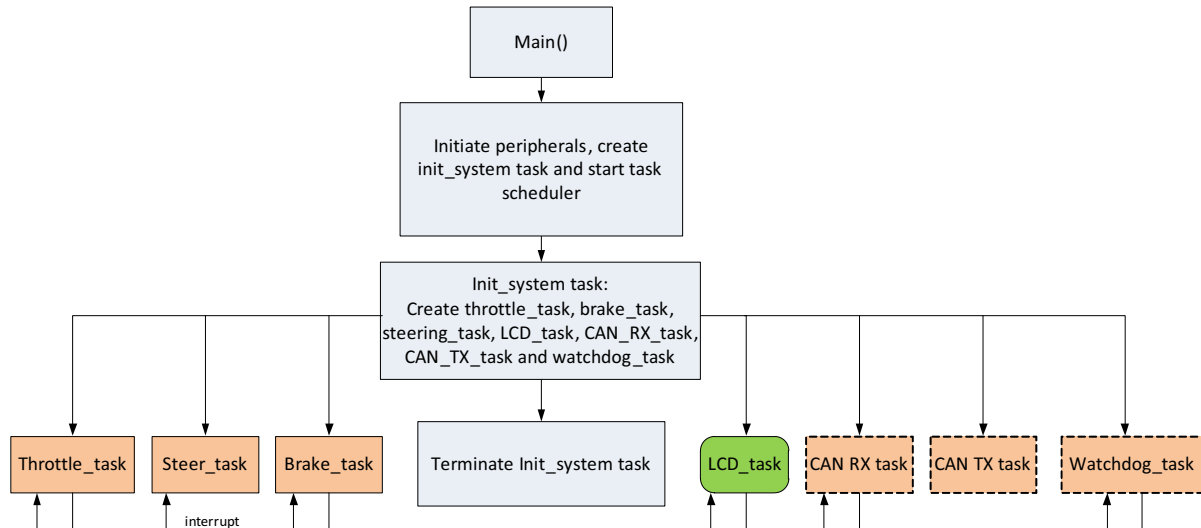 Main()
Initiate peripherals, create
init_system task and start task
scheduler
Init_system task:
Create throttle_task, brake_task,
steering_task, LCD_task, CAN_RX_task,
CAN_TX_task and watchdog_task
Throttle_task
Steer_task
Brake_task
Terminate Init_system task
LCD_task
CAN RX task
CAN TX task
Watchdog_task
interrupt